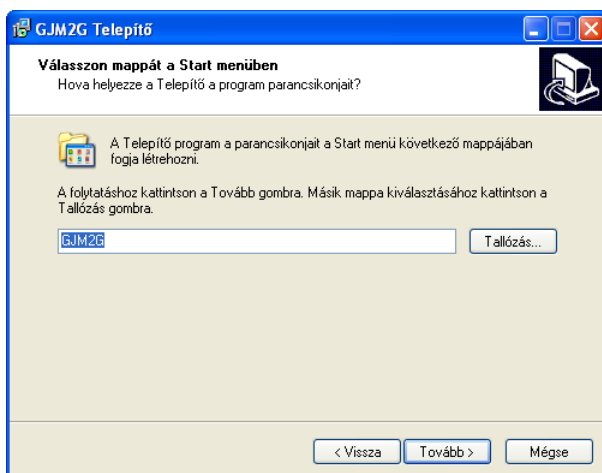 GJM2G Telepítő
Válasszon mappát a Start menüben
Hova helyezze a Telepítő a program parancsikonjait?
A Telepítő program a parancsikonjait a Start menü következő mappájában
fogja létrehozni.
A folytatáshoz kattintson a Tovább gombra. Másik mappa kiválasztásához kattintson a
Tallózás gombra.
GJM2G
Tallózás...
< Vissza
Tovább >
Mégse